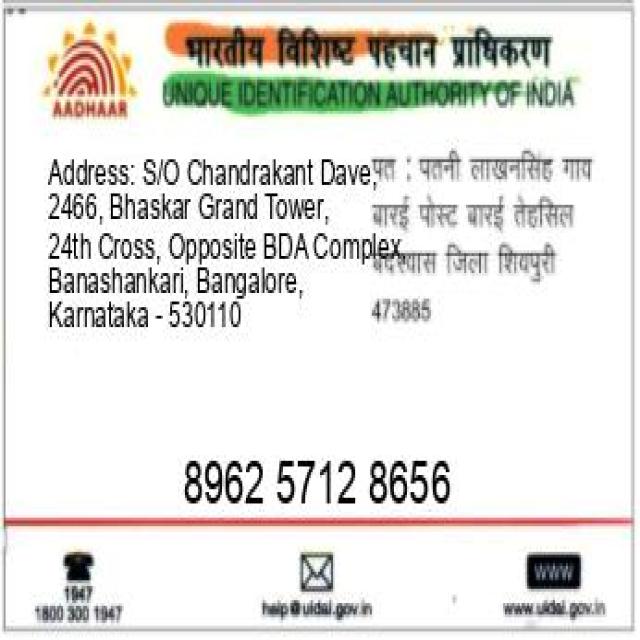 भारतीय विशिष्ट पहचान प्राधिकरण
AADHAAR
UNIQUE IDENTIFICATION AUTHORITY OF INDIA
Address: S/O Chandrakant Dave,
2466, Bhaskar Grand Tower,
24th Cross, Opposite BDA Complex,
Banashankari, Bangalore,
Karnataka - 530110
पत : पतनी लाखनसिंह गाय
बारई पोस्ट बारई तेहसिल
जिला शिवपुरी
473885
8962 5712 8656
1947
1800 300 1947
help@uidai.gov.in
www
www.uidai.gov.in